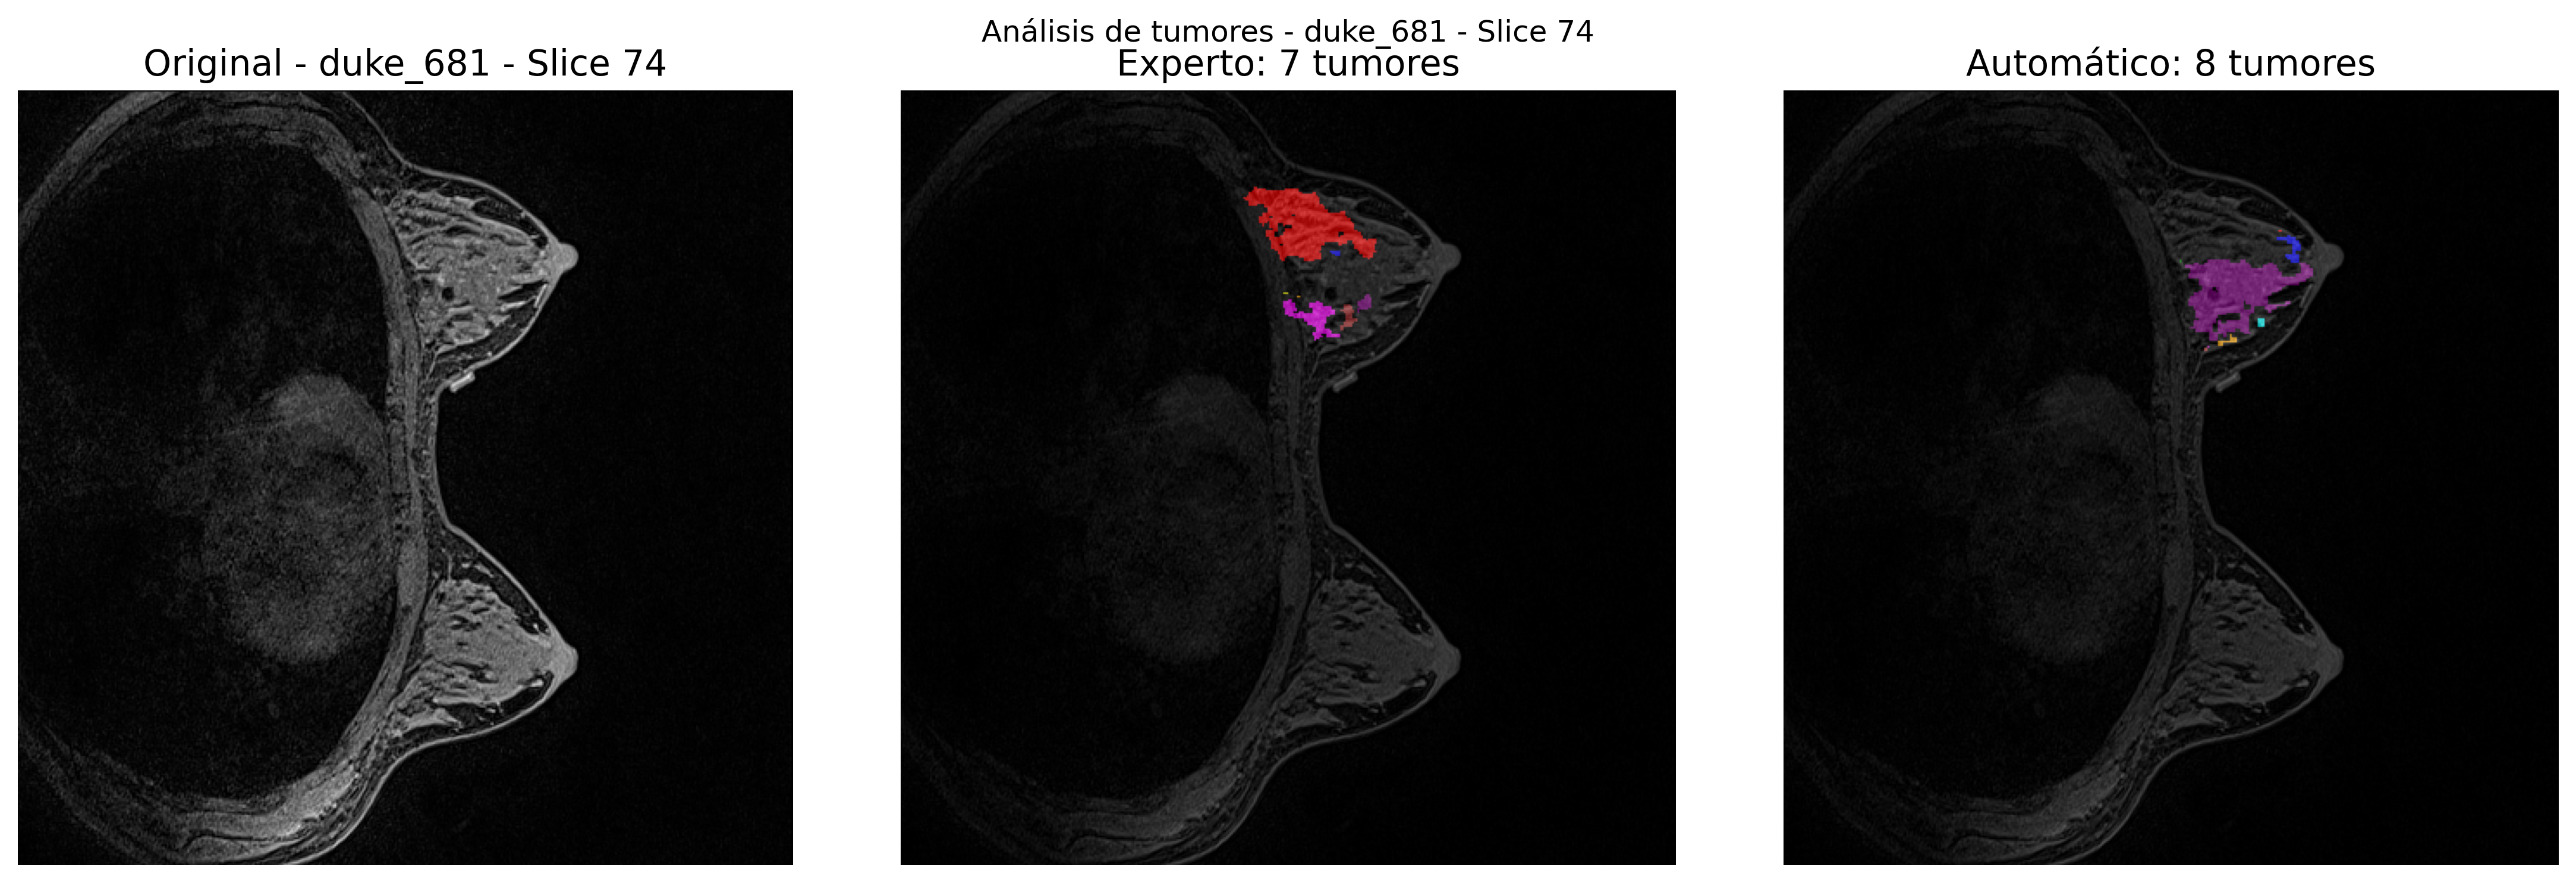 Análisis de tumores - duke_681 - Slice 74
Original - duke_681 - Slice 74
Experto: 7 tumores
Automático: 8 tumores